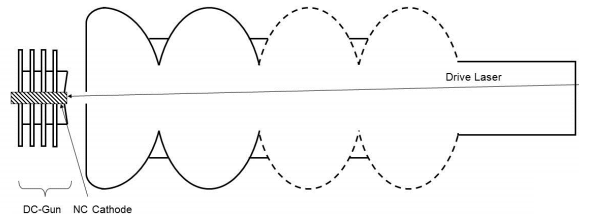 Drive Laser
DC-Gun NC Cathode